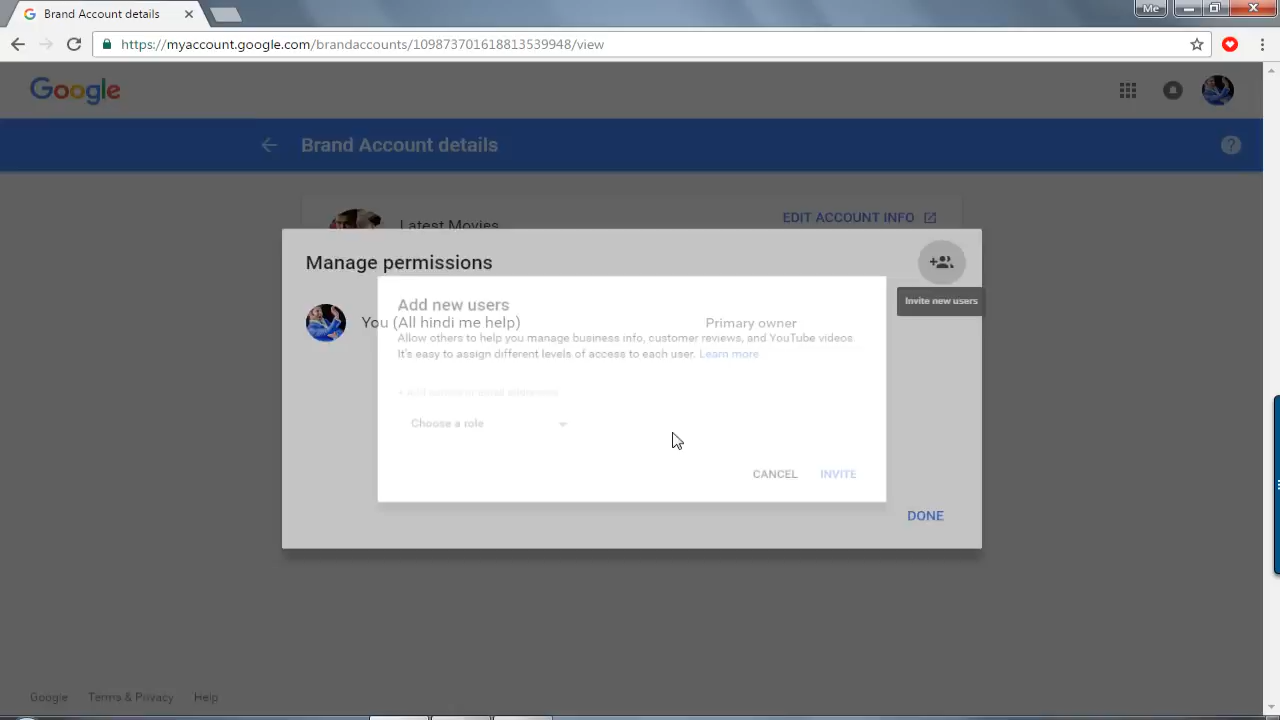 Brand Account details
Me
https://myaccount.google.com/brandaccounts/109873701618813539948/view
Google
Brand Account details
Latest Movies
EDIT ACCOUNT INFO
Manage permissions
Invite new users
You (All hindi me help)
Primary owner
Add new users
Allow others to help you manage business info, customer reviews, and YouTube videos.
It's easy to assign different levels of access to each user. Learn more
+ Add names or email addresses
Choose a role
CANCEL
INVITE
DONE
Google
Terms & Privacy
Help